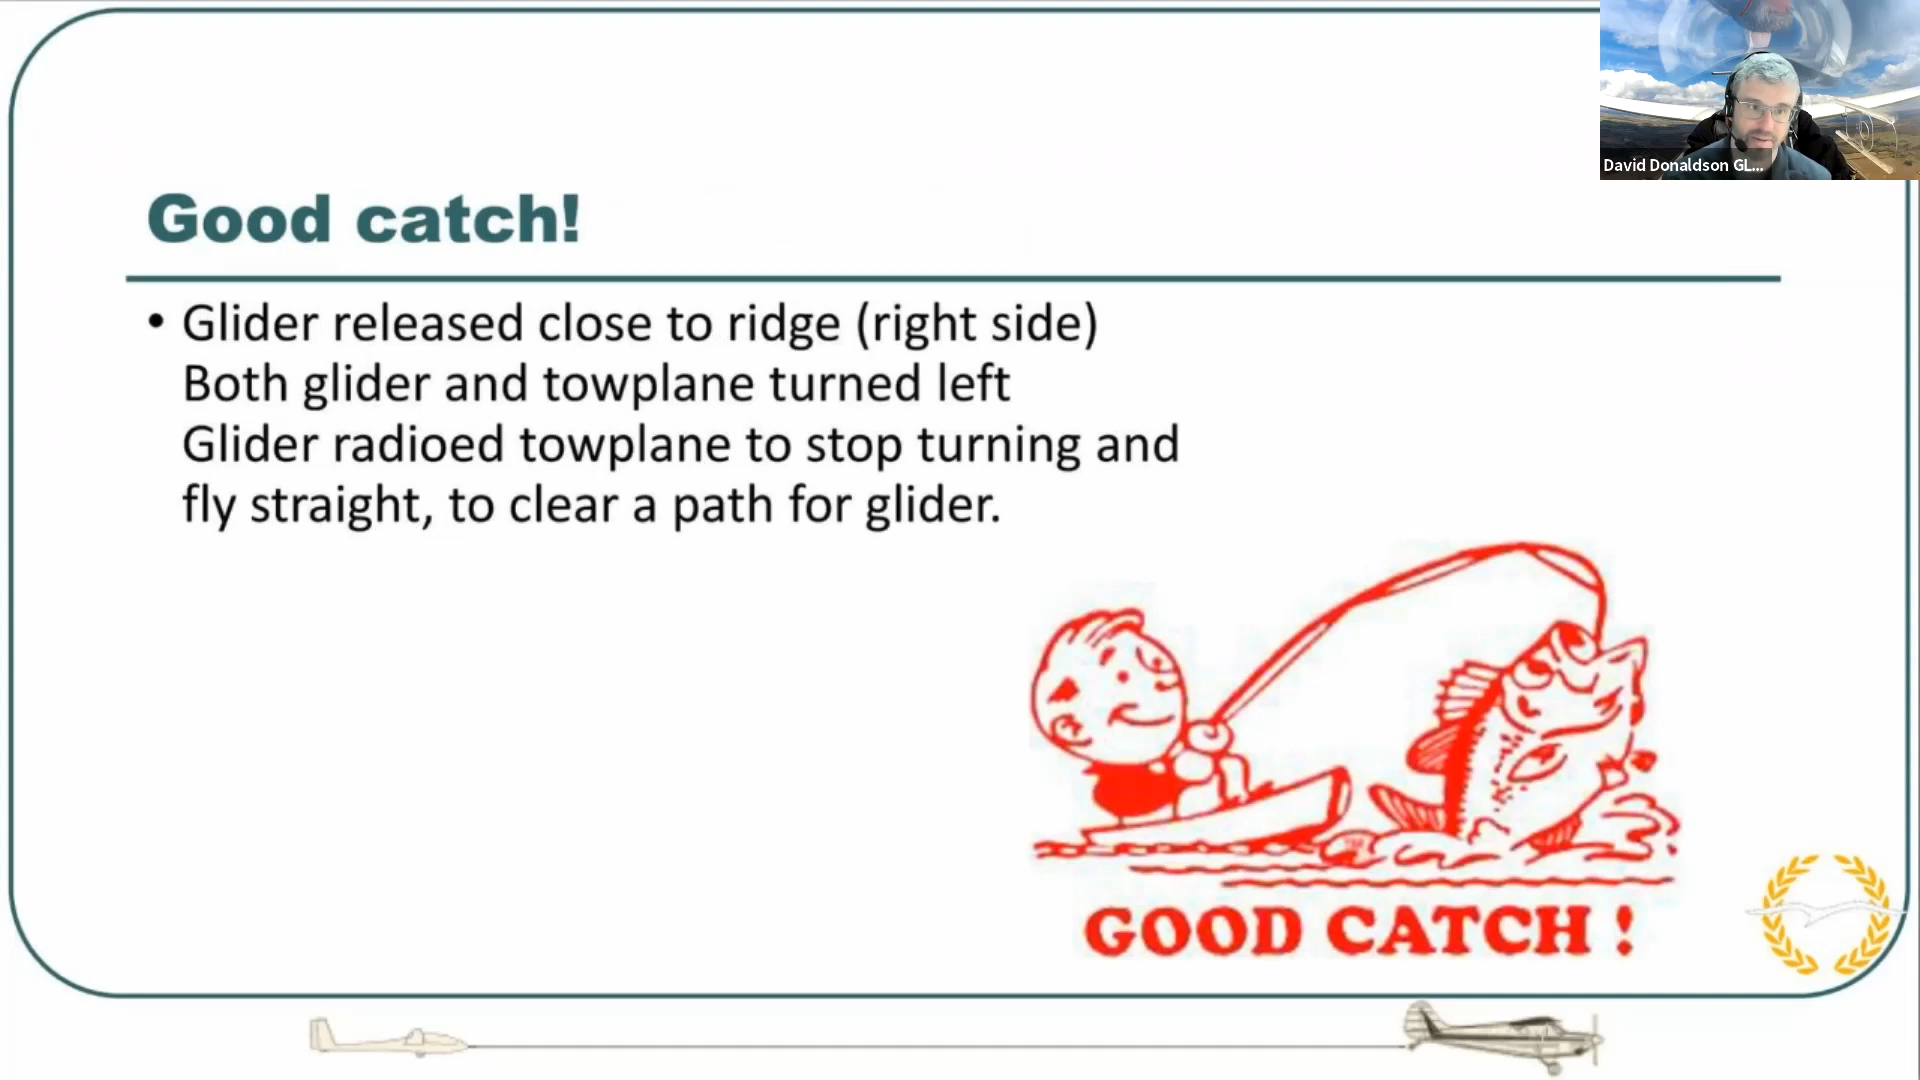 David Donaldson GL...
Good catch!
• Glider released close to ridge (right side)
Both glider and towplane turned left
Glider radioed towplane to stop turning and
fly straight, to clear a path for glider.
GOOD CATCH !